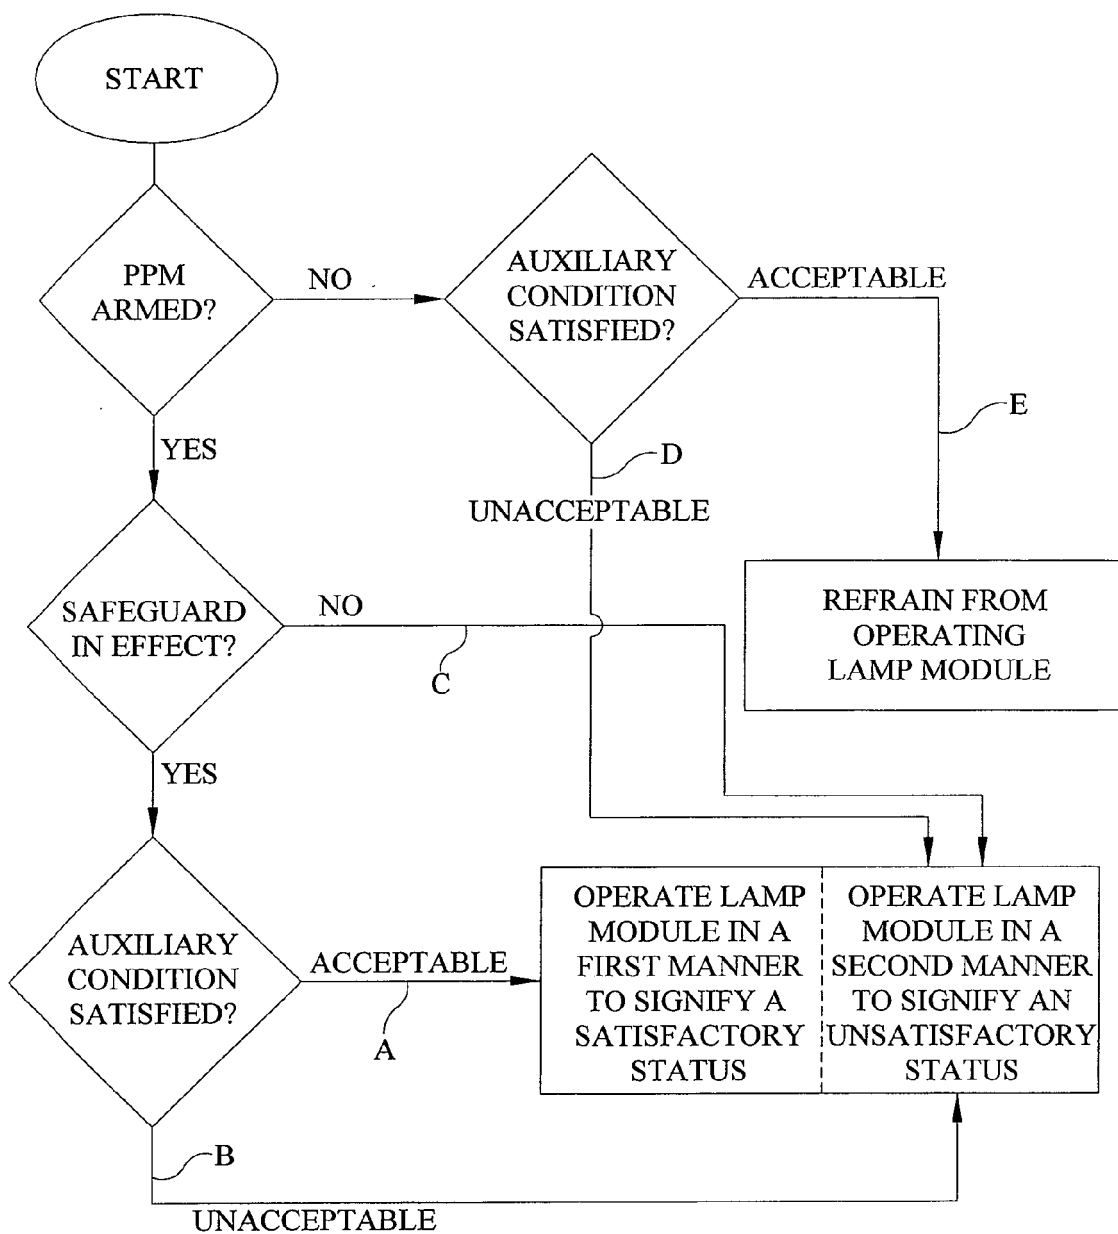 START
PPM
ARMED?
NO
AUXILIARY
CONDITION
SATISFIED?
ACCEPTABLE
E
YES
D
UNACCEPTABLE
SAFEGUARD
IN EFFECT?
NO
C
REFRAIN FROM
OPERATING
LAMP MODULE
YES
AUXILIARY
CONDITION
SATISFIED?
ACCEPTABLE
A
OPERATE LAMP
MODULE IN A
FIRST MANNER
TO SIGNIFY A
SATISFACTORY
STATUS
OPERATE LAMP
MODULE IN A
SECOND MANNER
TO SIGNIFY AN
UNSATISFACTORY
STATUS
B
UNACCEPTABLE